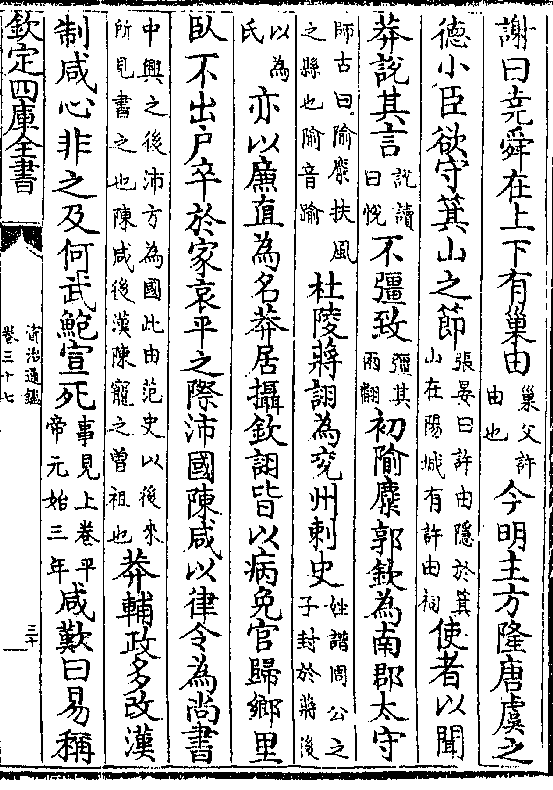 謝曰堯舜在上下有巢由巢父許由也今明主方隆唐虞之
德小臣欲守箕山之節張晏曰許由隱於箕山在陽城有許由祠使者以聞
莽說其言說讀曰悅不彊致彊其兩翻初隃麋郭欽為南郡太守
師古曰隃麋扶風之縣也隃音踰杜陵蔣詡為兖州刺史姓譜周公之子封於蔣後
以為氏亦以廉直為名莽居攝欽詡皆以病免官歸鄉里
臥不出戶卒於家哀平之際沛國陳咸以律令為尚書
中興之後沛方為國此由范史以後來所見書之也陳咸後漢陳寵之曽祖也莽輔政多改漢
制咸心非之及何武鮑宣死事見上卷平帝元始三年咸歎曰易稱
欽定四庫全書
資治通鑑
卷三十七
三十